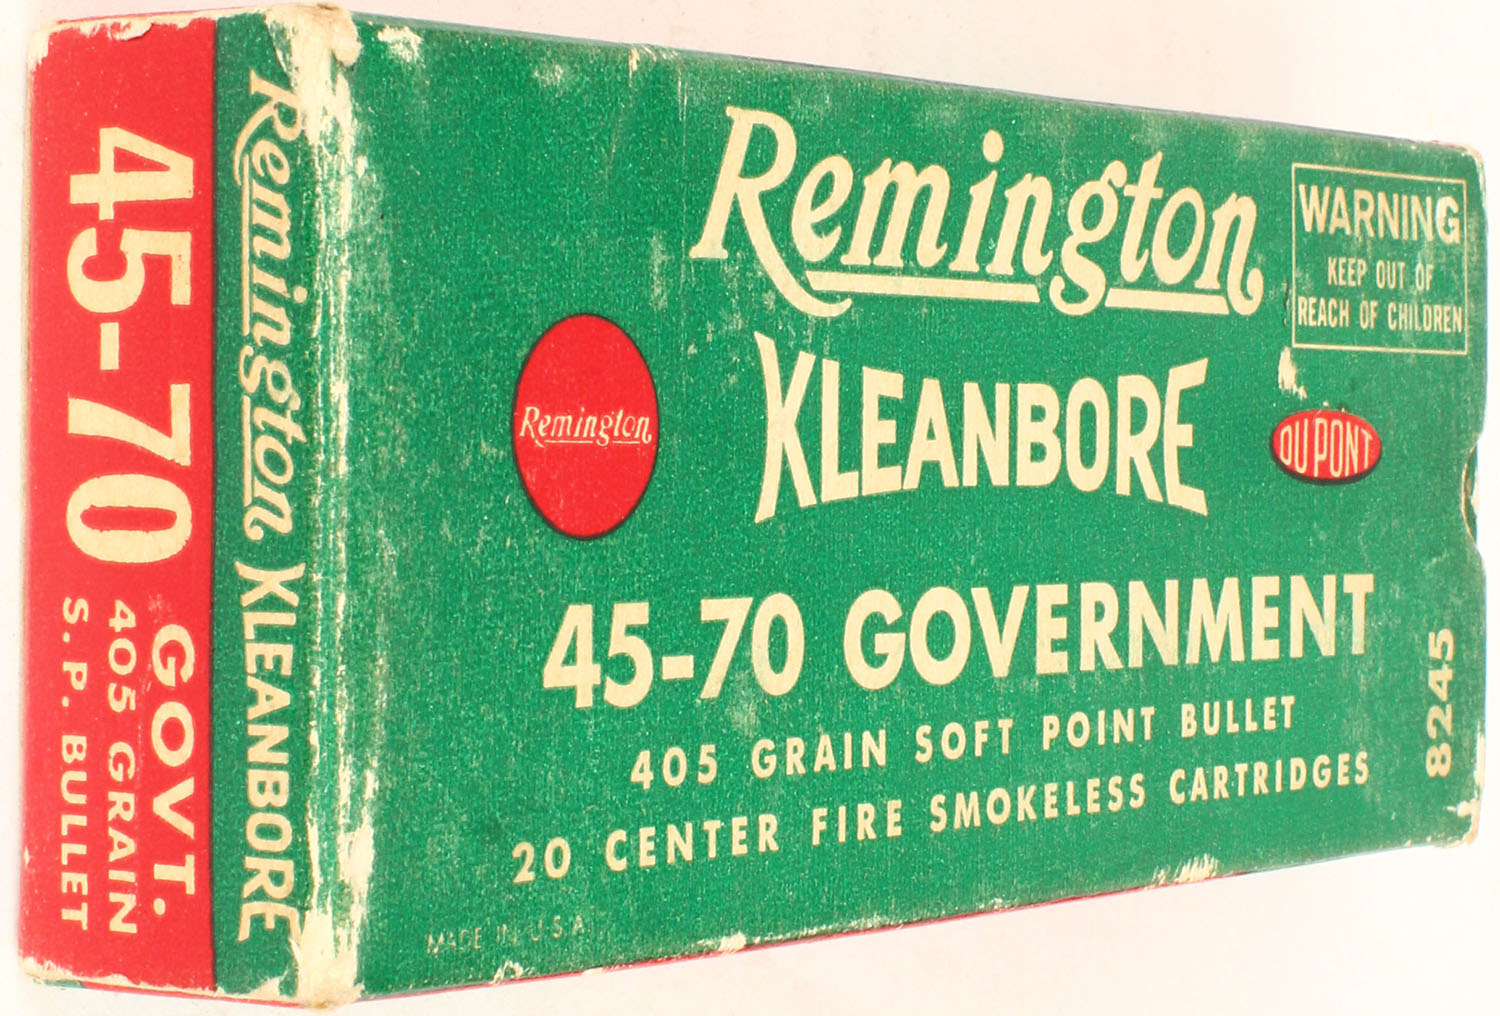 Remington
KLEANBORE
WARNING
KEEP OUT OF
REACH OF CHILDREN
Remington
DU PONT
45-70 GOVERNMENT
405 GRAIN SOFT POINT BULLET
20 CENTER FIRE SMOKELESS CARTRIDGES
8245
MADE IN U.S.A.
Remington KLEANBORE
45-70 GOVT.
405 GRAIN
S. P. BULLET